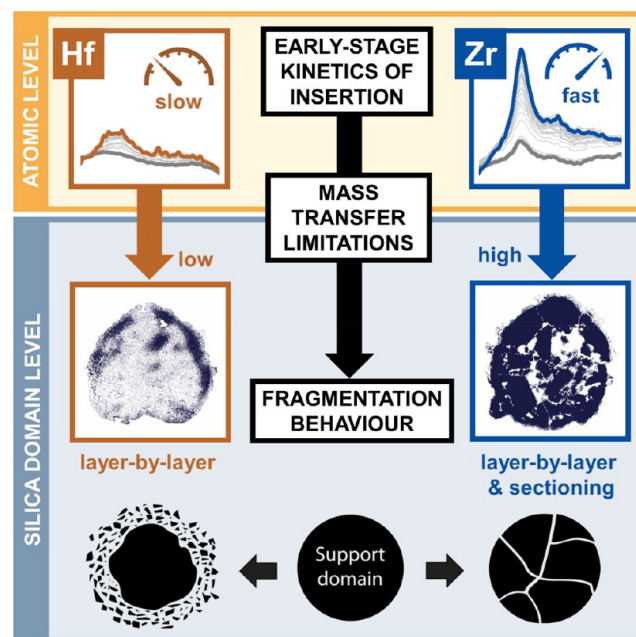 ATOMIC LEVEL
Hf
slow
EARLY-STAGE
KINETICS OF
INSERTION
Zr
fast
MASS
TRANSFER
LIMITATIONS
low
high
SILICA DOMAIN LEVEL
FRAGMENTATION
BEHAVIOUR
layer-by-layer
layer-by-layer
& sectioning
Support
domain